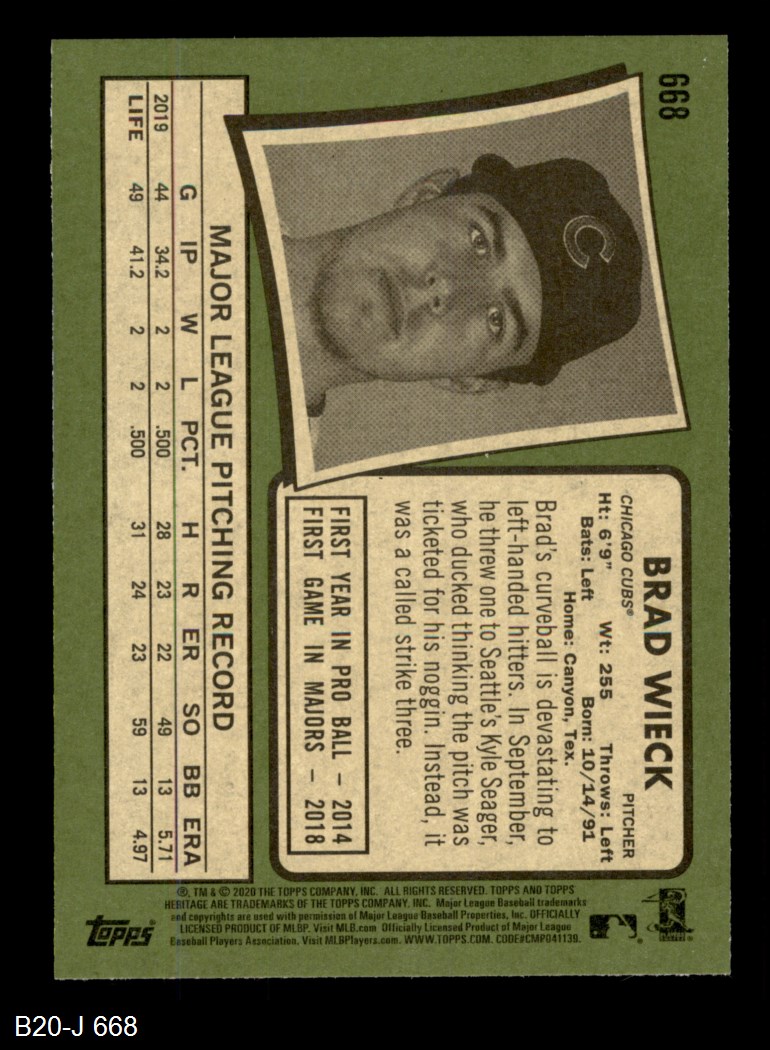 668
BRAD WIECK
CHICAGO CUBS® PITCHER
Ht: 6'9" Wt: 255 Throws: Left
Bats: Left Born: 10/14/91
Home: Canyon, Tex.
Brad's curveball is devastating to
left-handed hitters. In September,
he threw one to Seattle's Kyle Seager,
who ducked thinking the pitch was
ticketed for his noggin. Instead, it
was a called strike three.
FIRST YEAR IN PRO BALL – 2014
FIRST GAME IN MAJORS – 2018
C
MAJOR LEAGUE PITCHING RECORD
G IP W L PCT. H R ER SO BB ERA
2019 44 34.2 2 2 .500 28 23 22 49 13 5.71
LIFE 49 41.2 2 2 .500 31 24 23 59 13 4.97
®, TM & © 2020 THE TOPPS COMPANY, INC. ALL RIGHTS RESERVED. TOPPS AND TOPPS
HERITAGE ARE TRADEMARKS OF THE TOPPS COMPANY, INC. Major League Baseball trademarks
and copyrights are used with permission of Major League Baseball Properties, Inc. OFFICIALLY
LICENSED PRODUCT OF MLBP. Visit MLB.com Officially Licensed Product of Major League
Baseball Players Association. Visit MLBPlayers.com. WWW.TOPPS.COM. CODE#CMP041139.
TOPPS
B20-J 668